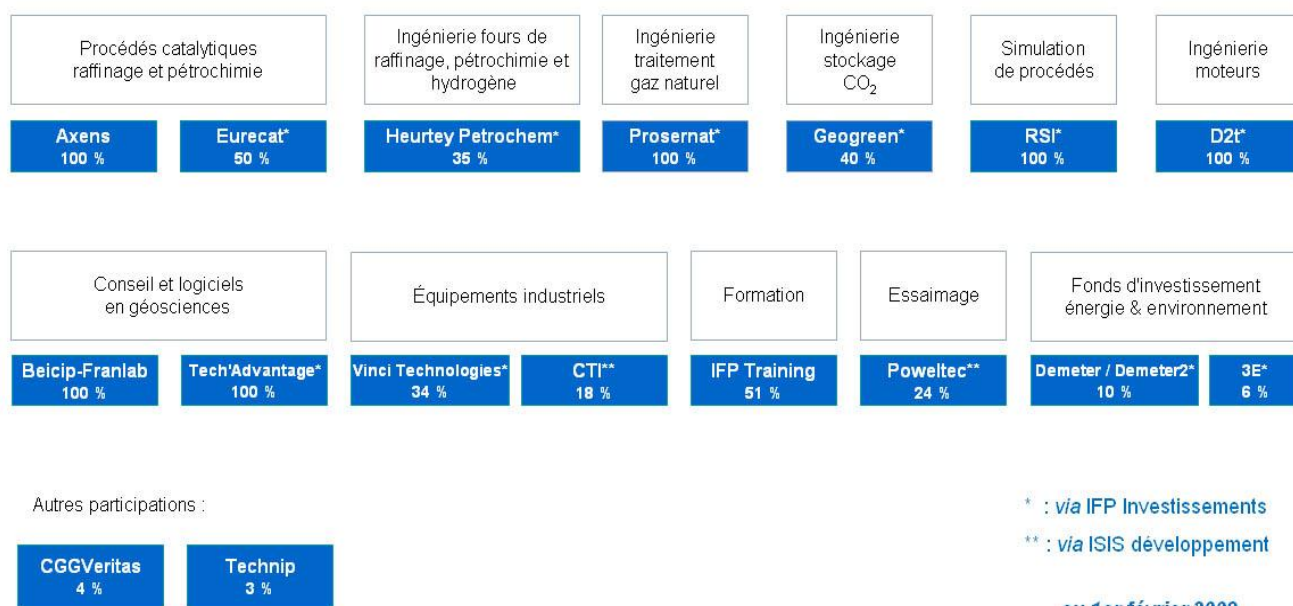 Procédés catalytiques
raffinage et pétrochimie
Ingénierie fours de
raffinage, pétrochimie et
hydrogène
Ingénierie
traitement
gaz naturel
Ingénierie
stockage
CO2
Simulation
de procédés
Ingénierie
moteurs
Axens
100 %
Eurecat*
50 %
Heurtey Petrochem*
35 %
Prosernat*
100 %
Geogreen*
40 %
RSI*
100 %
D2t*
100 %
Conseil et logiciels
en géosciences
Équipements industriels
Formation
Essaimage
Fonds d'investissement
énergie & environnement
Beicip-Franlab
100 %
Tech'Advantage*
100 %
Vinci Technologies*
34 %
CTI**
18 %
IFP Training
51 %
Poweltec**
24 %
Demeter / Demeter2*
10 %
3E*
6 %
Autres participations :
CGGVeritas
4 %
Technip
3 %
* : via IFP Investissements
** : via ISIS développement
au 1er février